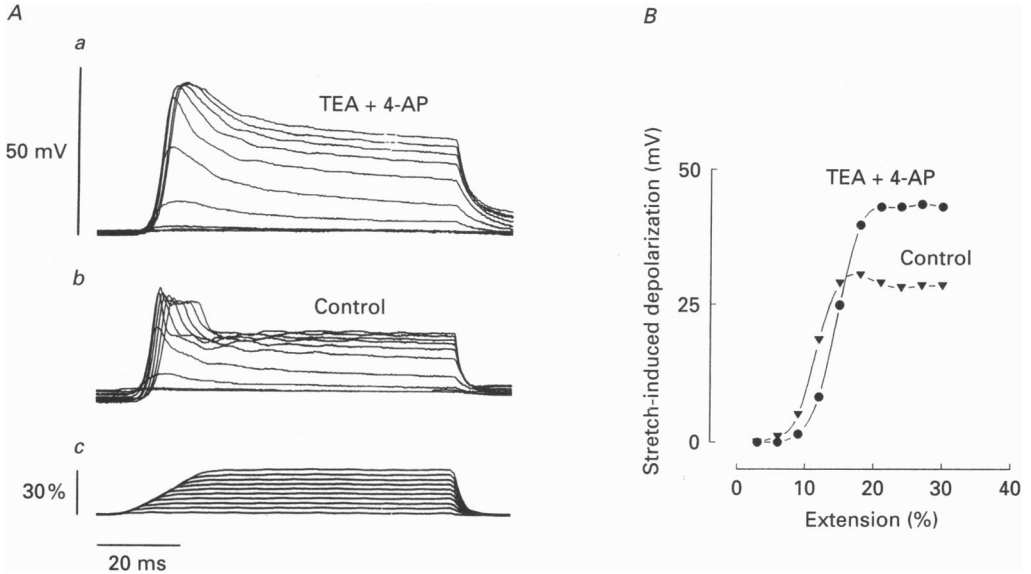 A
a
TEA + 4-AP
50 mV
b
Control
c
30%
20 ms
B
Stretch-induced depolarization (mV)
50
25
0
TEA + 4-AP
Control
0 10 20 30 40
Extension (%)